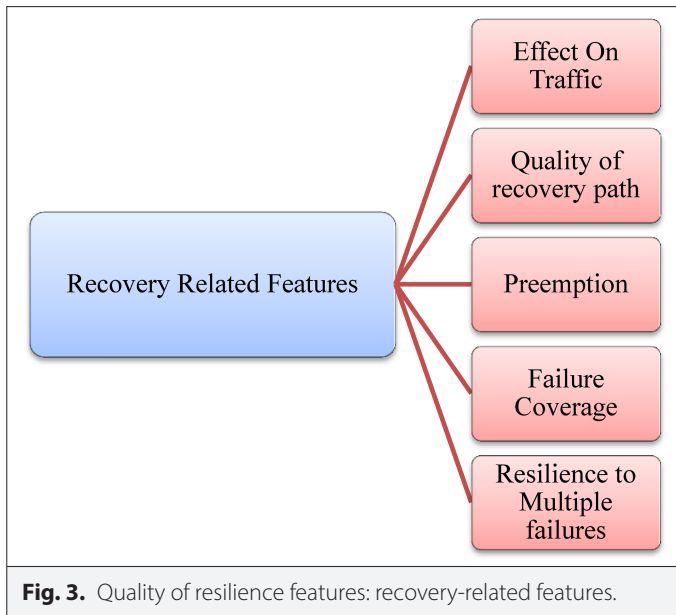 Effect On
Traffic
Quality of
recovery path
Recovery Related Features
Preemption
Failure
Coverage
Resilience to
Multiple
failures
Fig. 3. Quality of resilience features: recovery-related features.